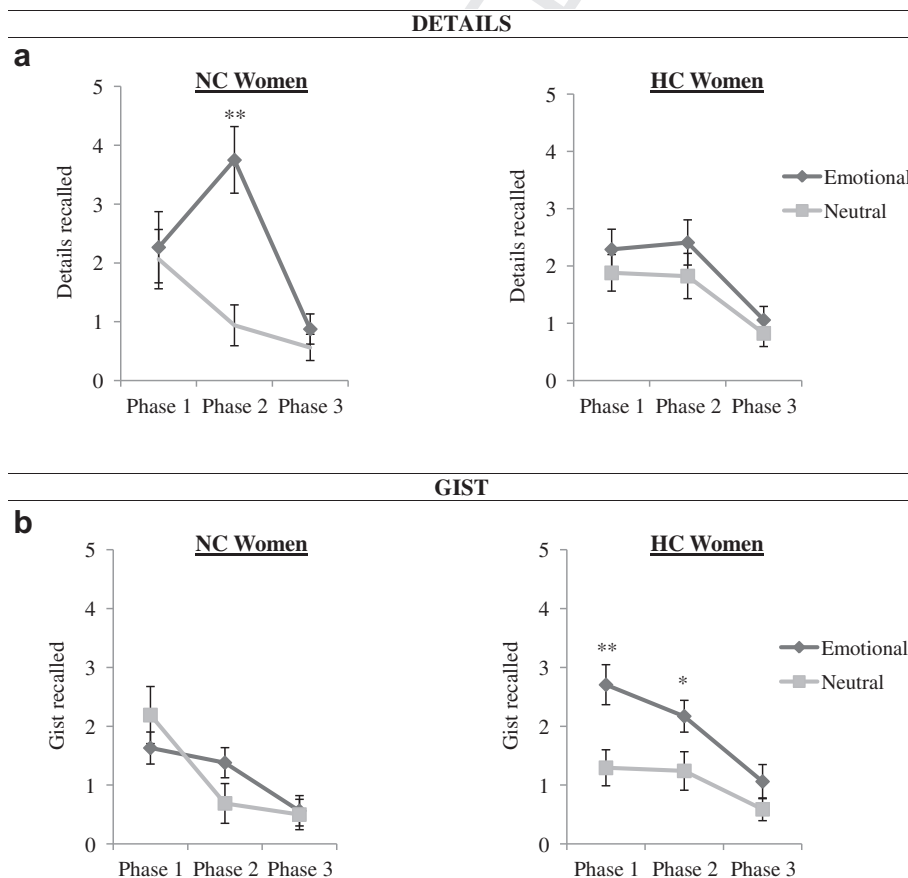 DETAILS
a
NC Women
HC Women
5
4
3
2
1
0
**
Details recalled
Phase 1 Phase 2 Phase 3
5
4
3
2
1
0
Details recalled
Phase 1 Phase 2 Phase 3
Emotional
Neutral
GIST
b
NC Women
HC Women
5
4
3
2
1
0
Gist recalled
Phase 1 Phase 2 Phase 3
5
4
3
2
1
0
**
*
Gist recalled
Phase 1 Phase 2 Phase 3
Emotional
Neutral